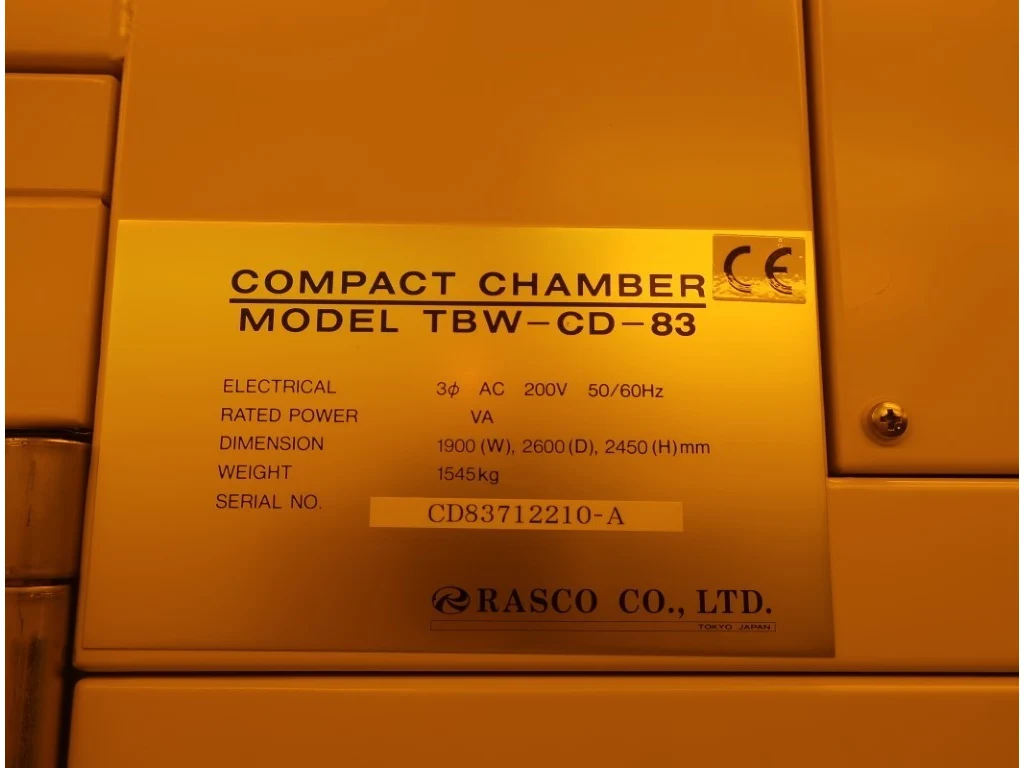 COMPACT CHAMBER
MODEL TBW-CD-83
CE
ELECTRICAL 3φ AC 200V 50/60Hz
RATED POWER VA
DIMENSION 1900 (W), 2600 (D), 2450 (H) mm
WEIGHT 1545kg
SERIAL NO. CD83712210-A
RASCO CO., LTD.
TOKYO JAPAN